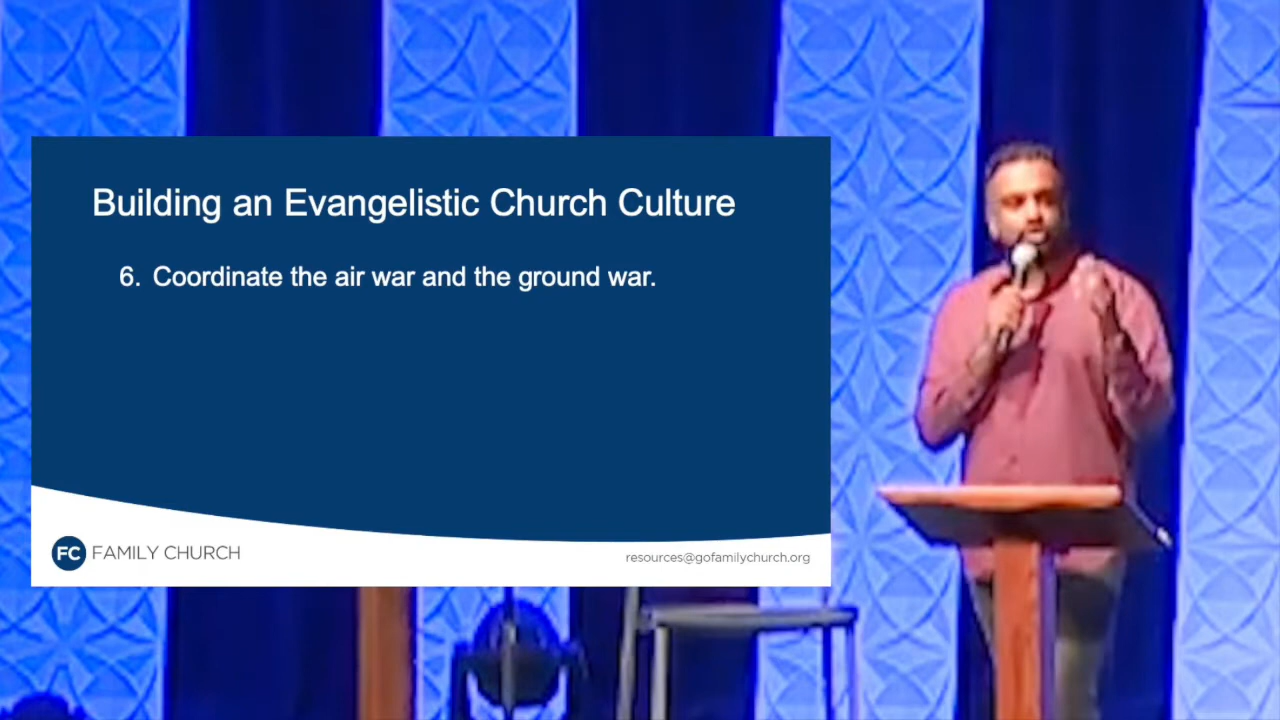 Building an Evangelistic Church Culture
6. Coordinate the air war and the ground war.
FC FAMILY CHURCH
resources@gofamilychurch.org